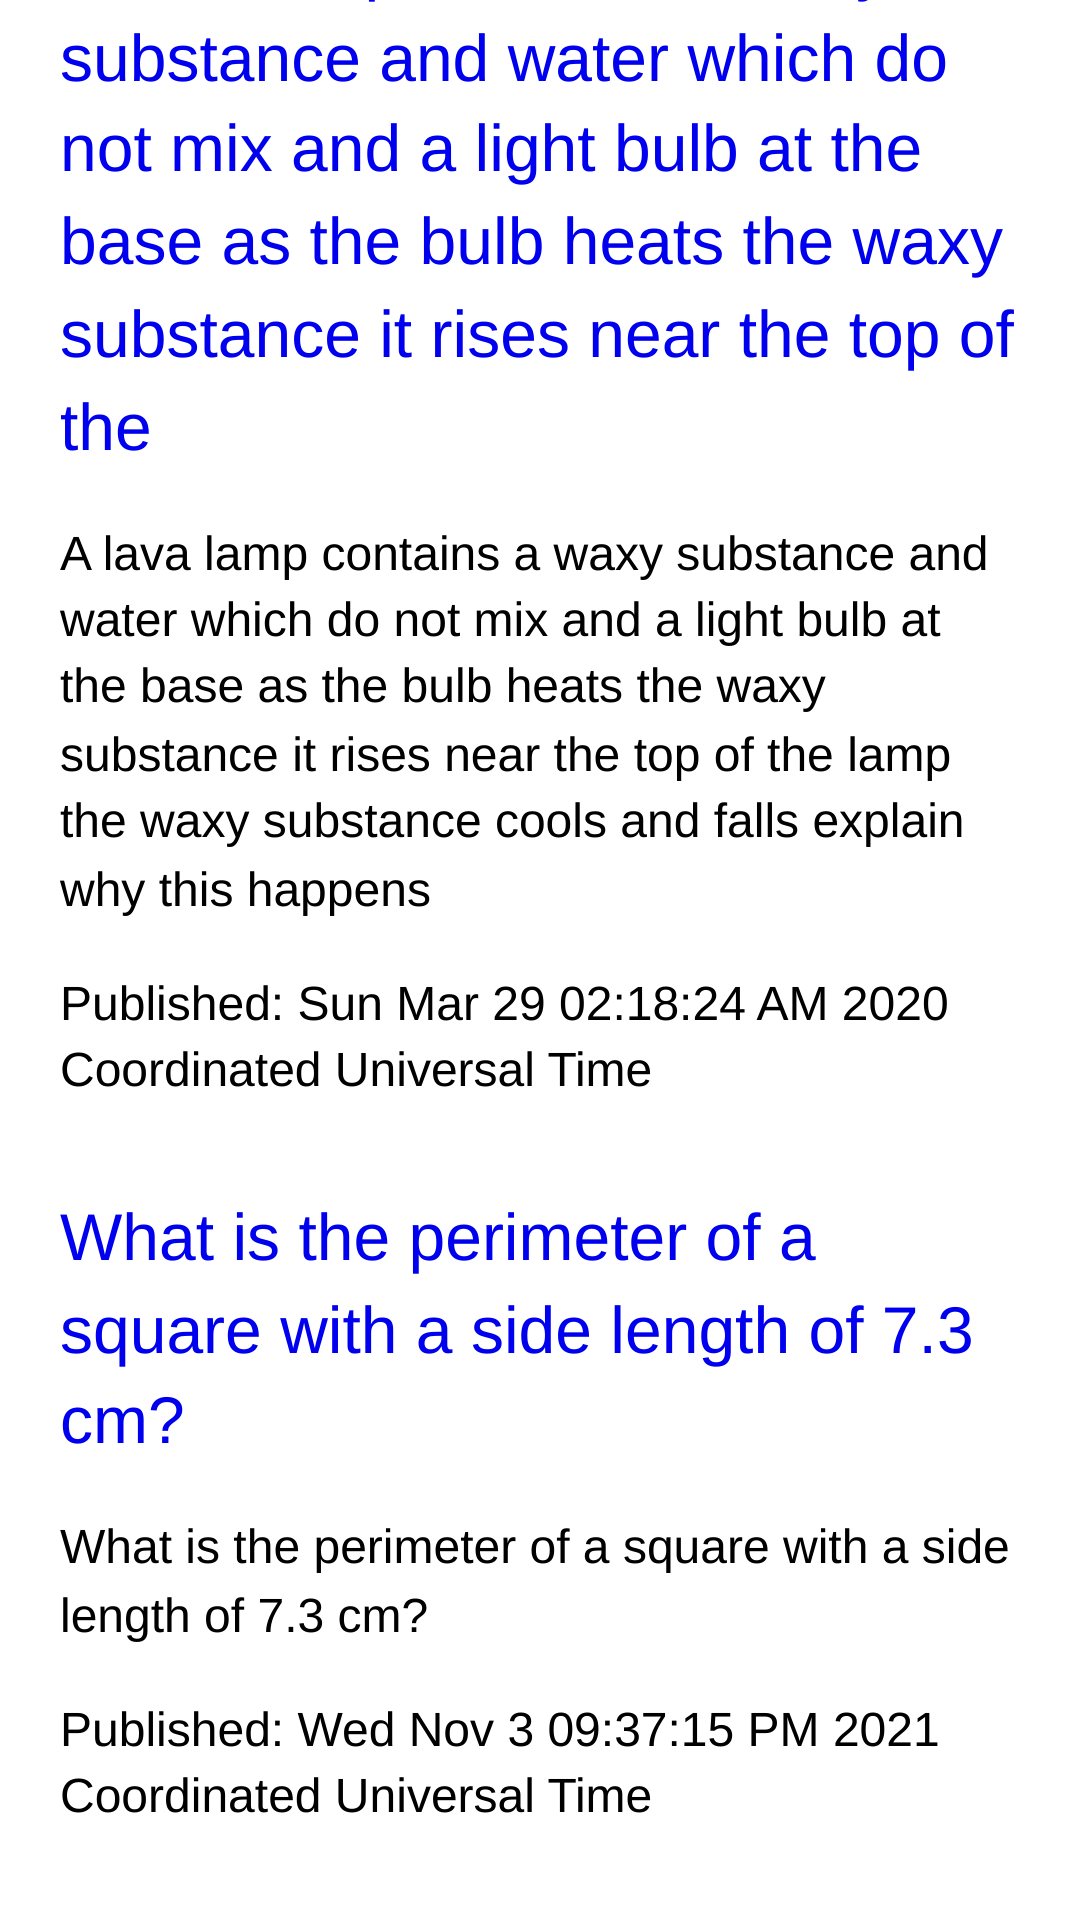 substance and water which do
not mix and a light bulb at the
base as the bulb heats the waxy
substance it rises near the top of
the
A lava lamp contains a waxy substance and
water which do not mix and a light bulb at
the base as the bulb heats the waxy
substance it rises near the top of the lamp
the waxy substance cools and falls explain
why this happens
Published: Sun Mar 29 02:18:24 AM 2020
Coordinated Universal Time
What is the perimeter of a
square with a side length of 7.3
cm?
What is the perimeter of a square with a side
length of 7.3 cm?
Published: Wed Nov 3 09:37:15 PM 2021
Coordinated Universal Time